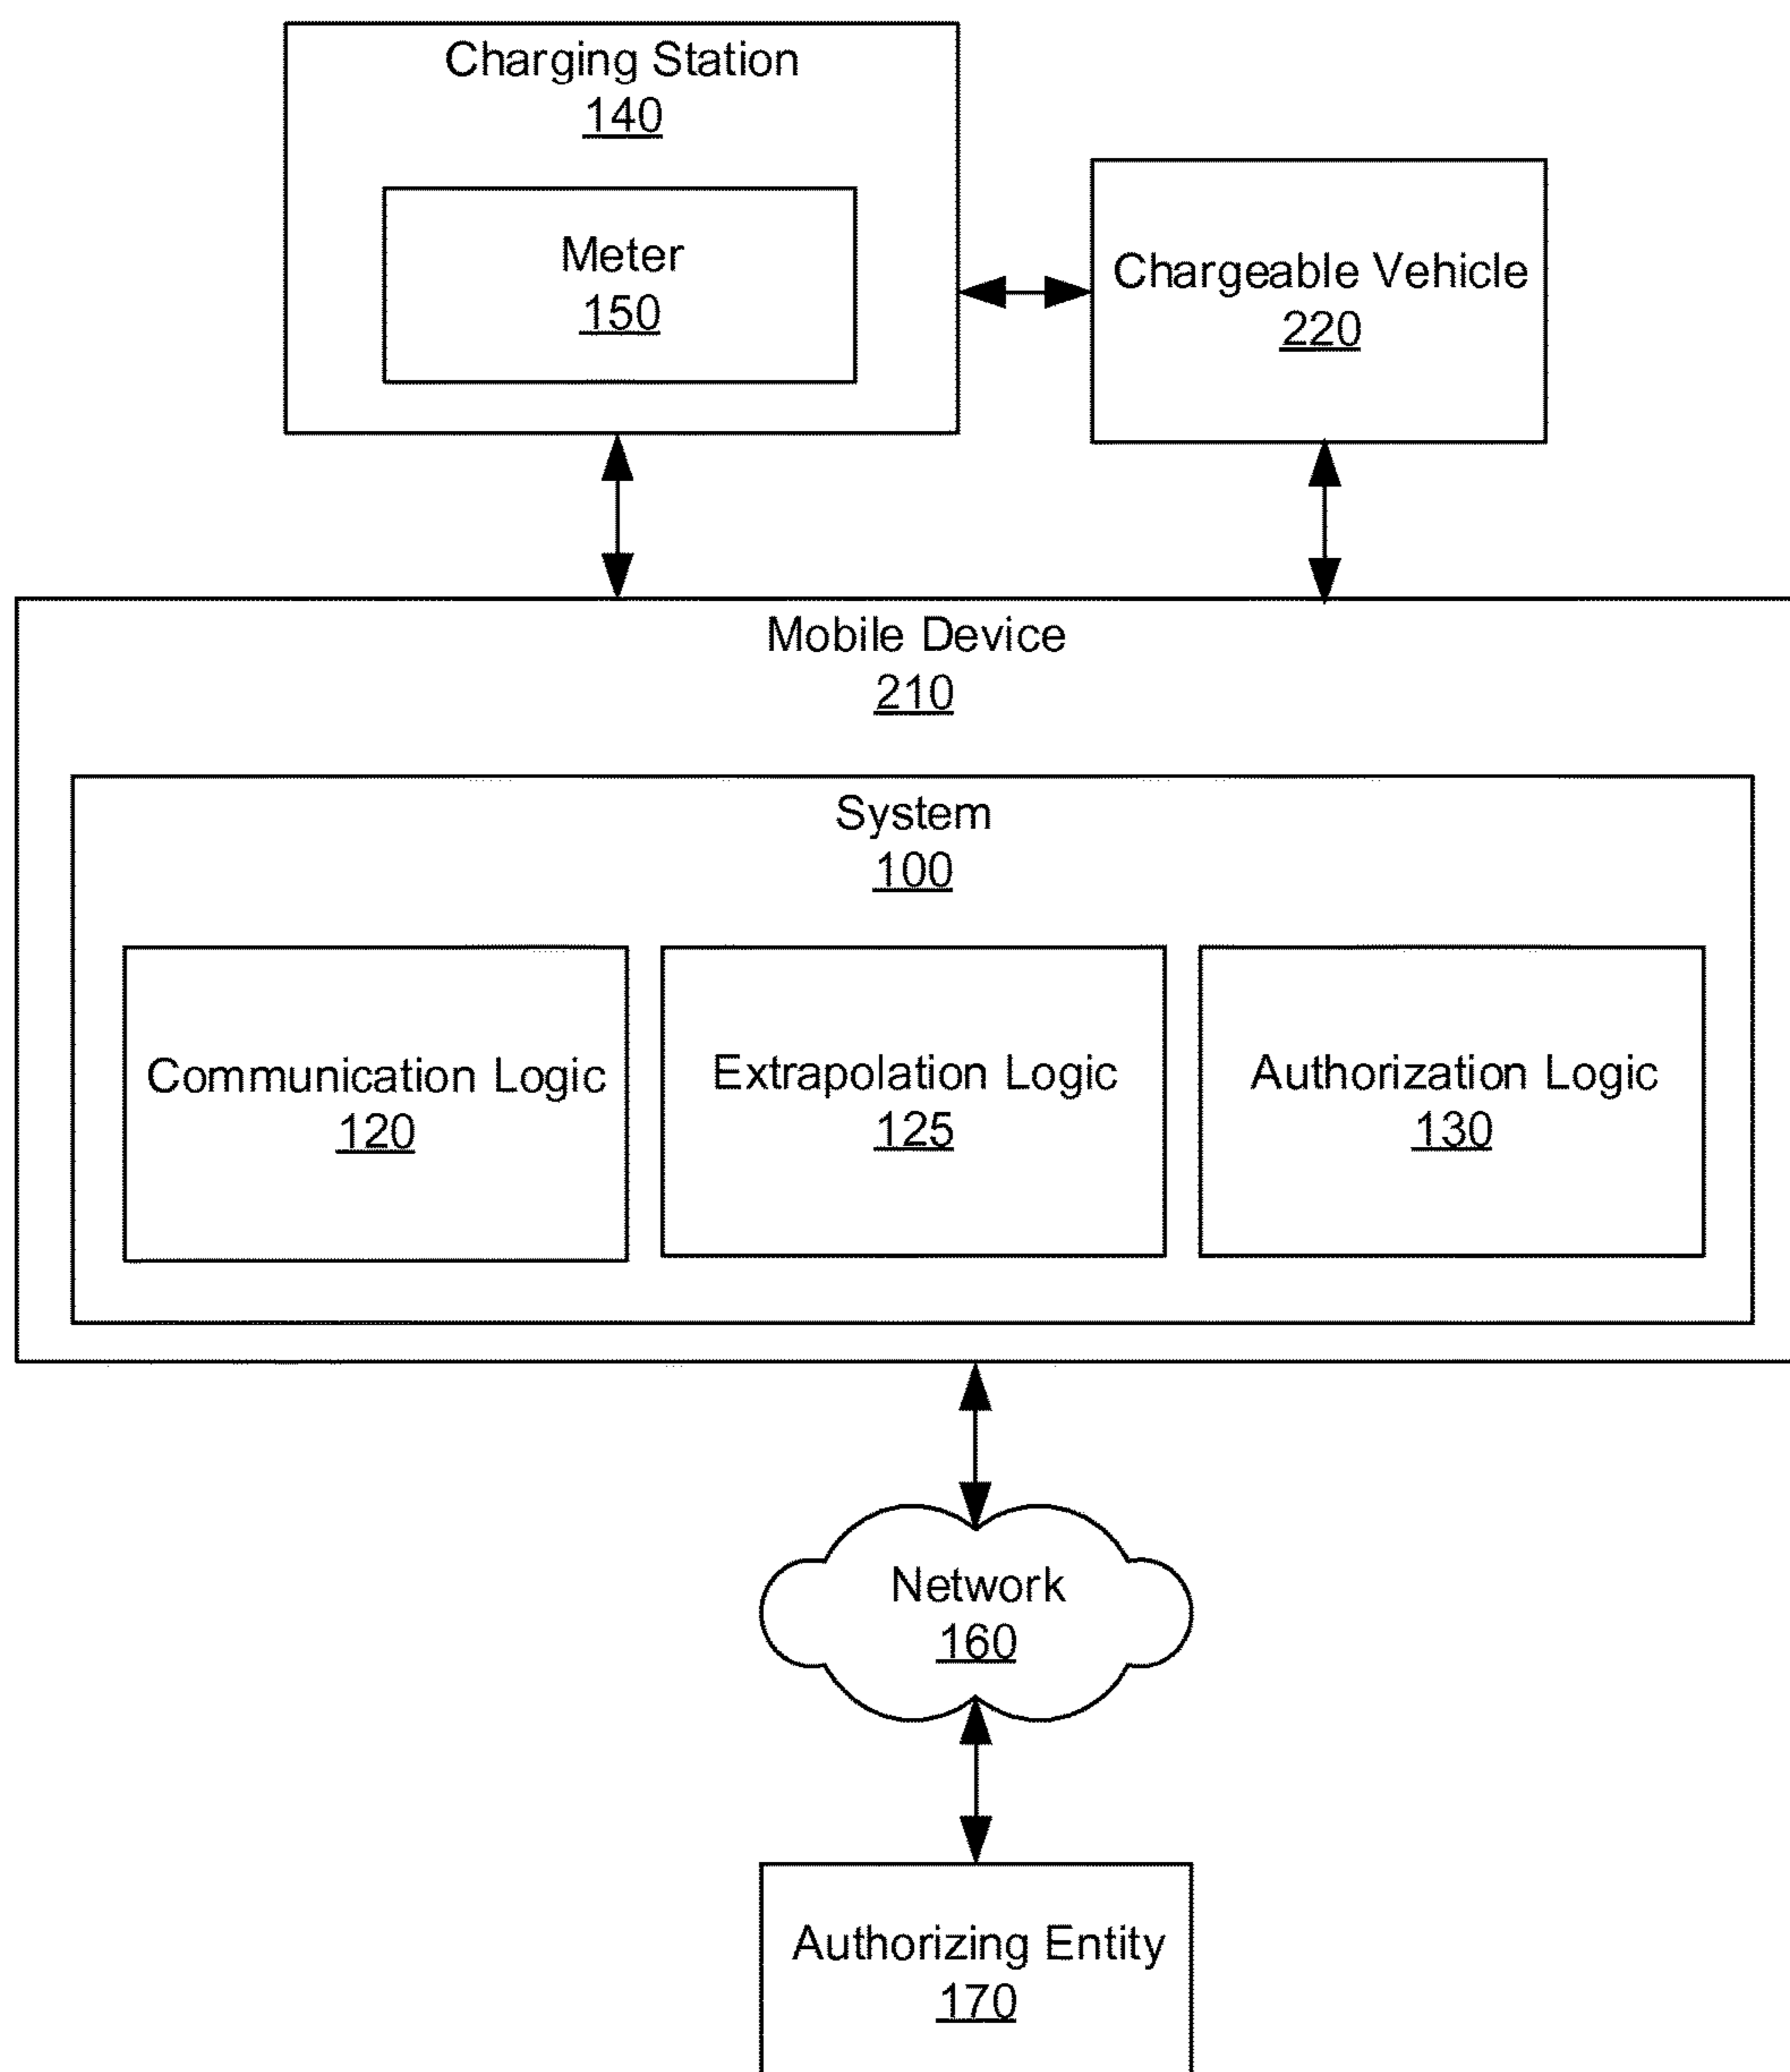 Charging Station
140
Meter
150
Chargeable Vehicle
220
Mobile Device
210
System
100
Communication Logic
120
Extrapolation Logic
125
Authorization Logic
130
Network
160
Authorizing Entity
170